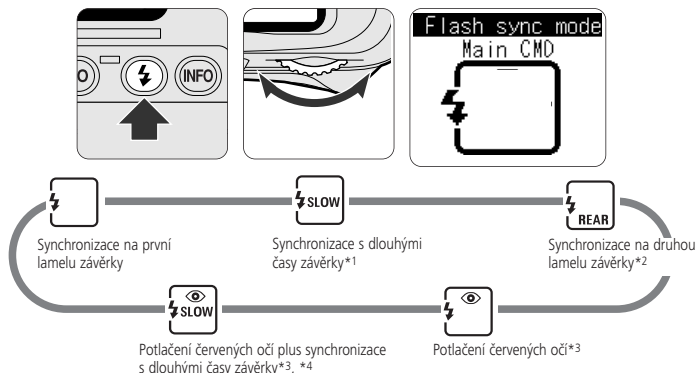 INFO
Flash sync mode
Main CMD
SLOW
REAR
Synchronizace na první
lamelu závěrky
Synchronizace s dlouhými
časy závěrky*1
Synchronizace na druhou
lamelu závěrky*2
SLOW
Potlačení červených očí plus synchronizace
s dlouhými časy závěrky*3, *4
Potlačení červených očí*3